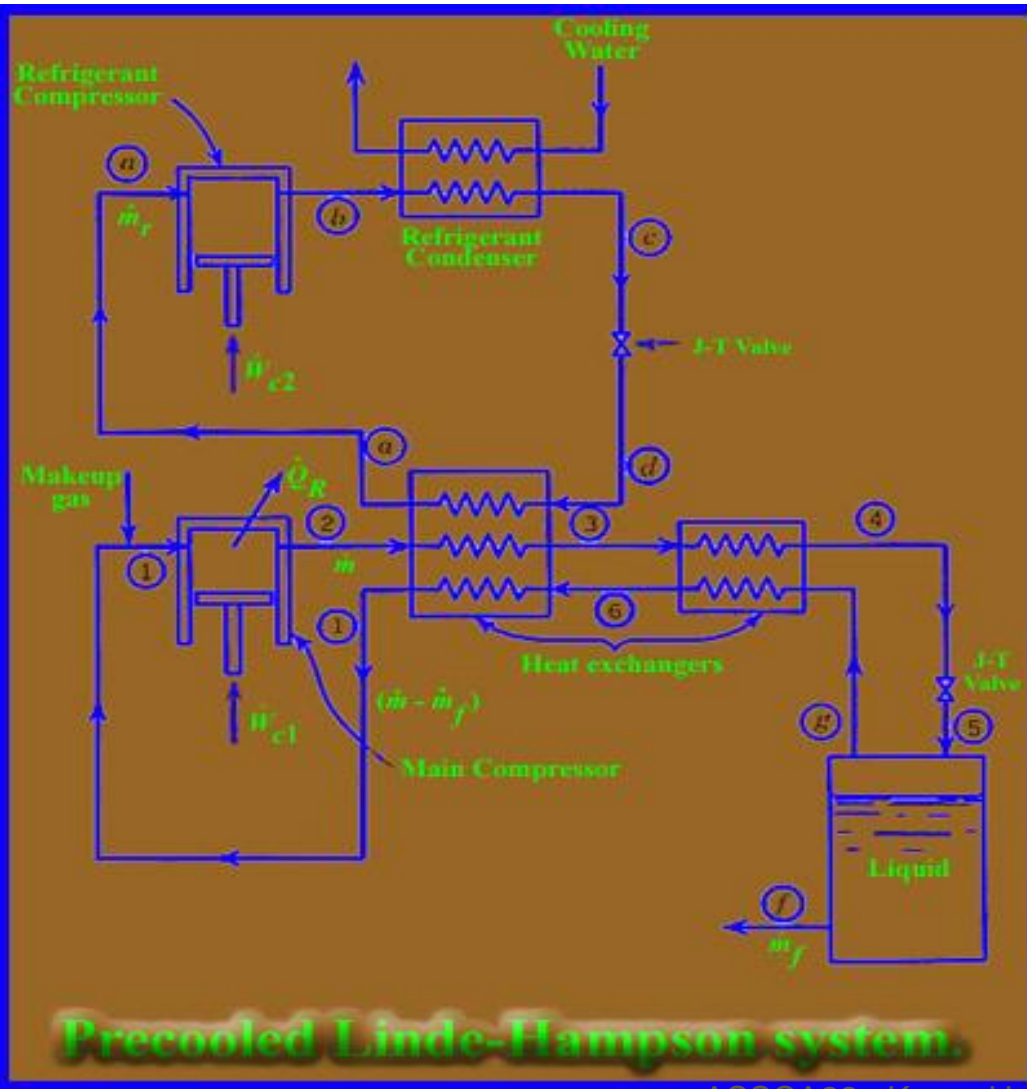 Cooling
Water
Refrigerant
Compressor
a
ṁr
b
Refrigerant
Condenser
c
J-T Valve
Ẇc2
a
d
Makeup
gas
Q̇R
1
2
ṁ
3
4
1
6
Heat exchangers
J-T
Valve
(ṁ - ṁf)
Ẇc1
g
5
Main Compressor
Liquid
f
ṁf
Precooled Linde-Hampson system.